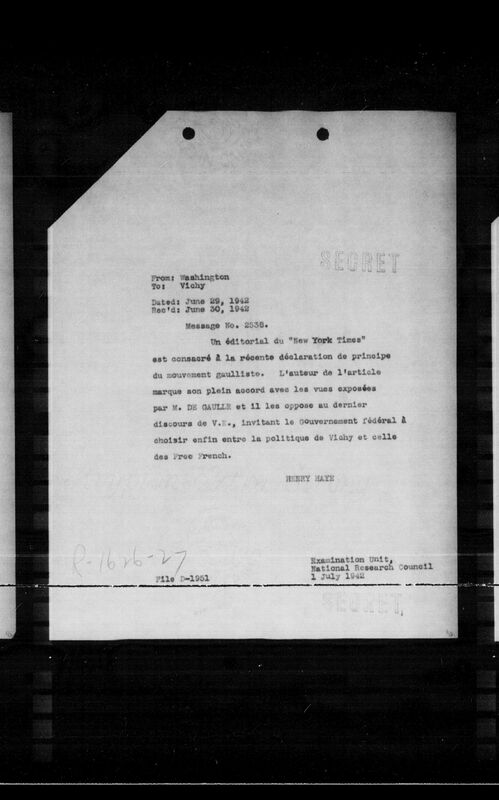 SECRET
From: Washington
To: Vichy
Dated: June 29, 1942
Rec'd: June 30, 1942
Message No. 2538.
Un éditorial du "New York Times"
est consacré à la récente déclaration de principe
du mouvement gaulliste. L'auteur de l'article
marque son plein accord avec les vues exposées
par M. DE GAULLE et il les oppose au dernier
discours de V.E., invitant le Gouvernement fédéral à
choisir enfin entre la politique de Vichy et celle
des Free French.
HENRY HAYE
8-1626-27
File D-1951
Examination Unit,
National Research Council
1 July 1942
SECRET